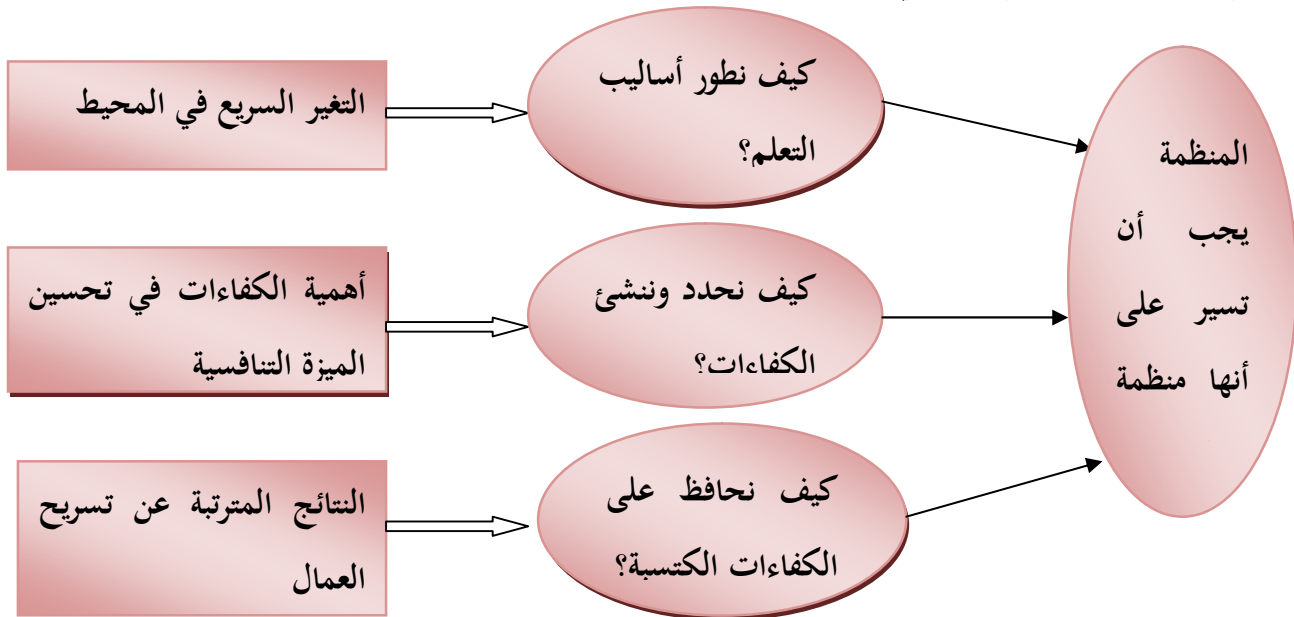 التغير السريع في المحيط
كيف نطور أساليب
التعلم؟
أهمية الكفاءات في تحسين
الميزة التنافسية
كيف نحدد وننشئ
الكفاءات؟
النتائج المترتبة عن تسريح
العمال
كيف نحافظ على
الكفاءات الكتسبة؟
المنظمة
يجب أن
تسير على
أنها منظمة